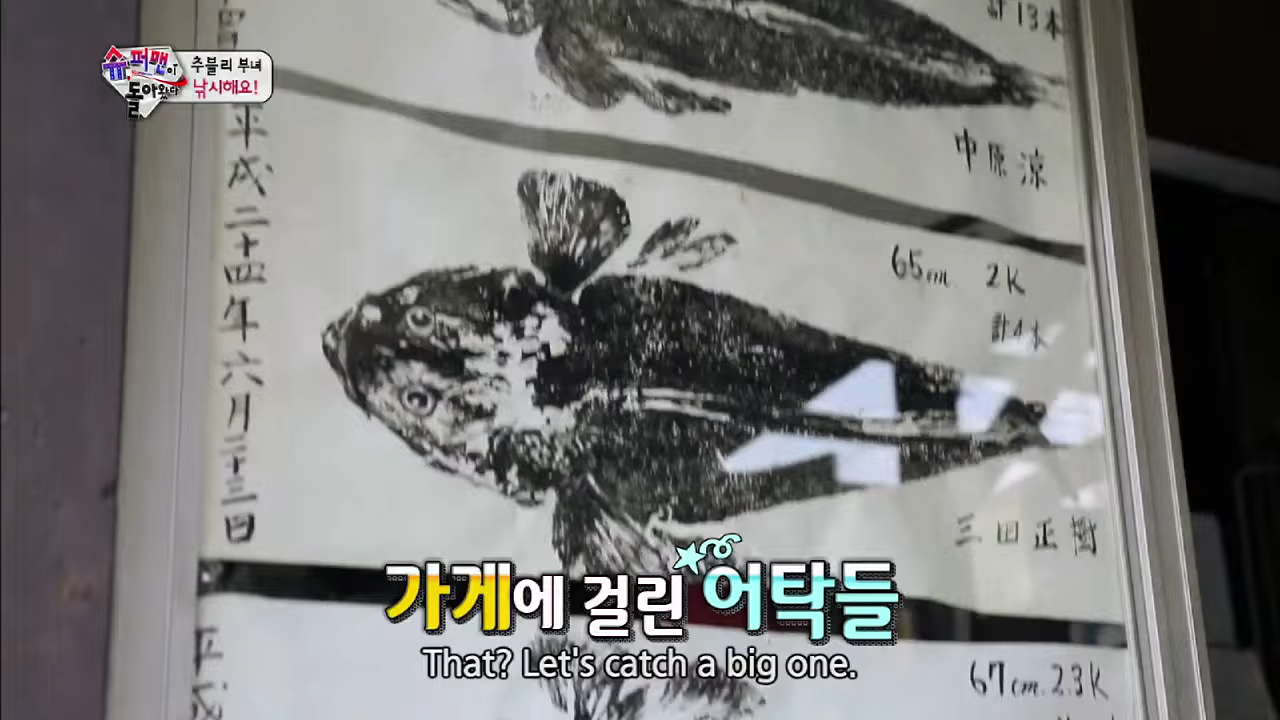 슈퍼맨이
돌아왔다
추블리 부녀
낚시해요!
計13本
中原涼
平成二十四年六月二十三日
65cm 2K
計4本
三田正樹
가게에 걸린 어탁들
That? Let's catch a big one.
67cm. 2.3K